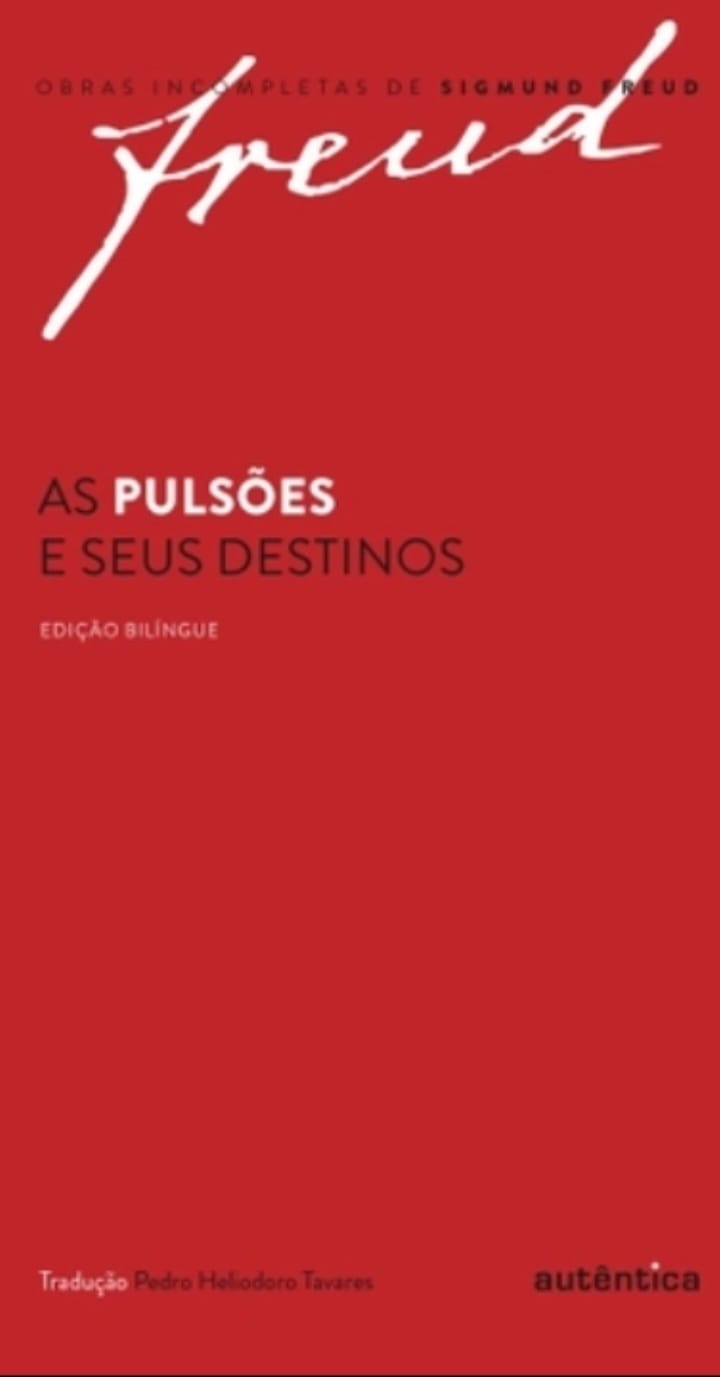 OBRAS INCOMPLETAS DE SIGMUND FREUD
freud
AS PULSÕES
E SEUS DESTINOS
EDIÇÃO BILÍNGUE
Tradução Pedro Heliodoro Tavares
autêntica